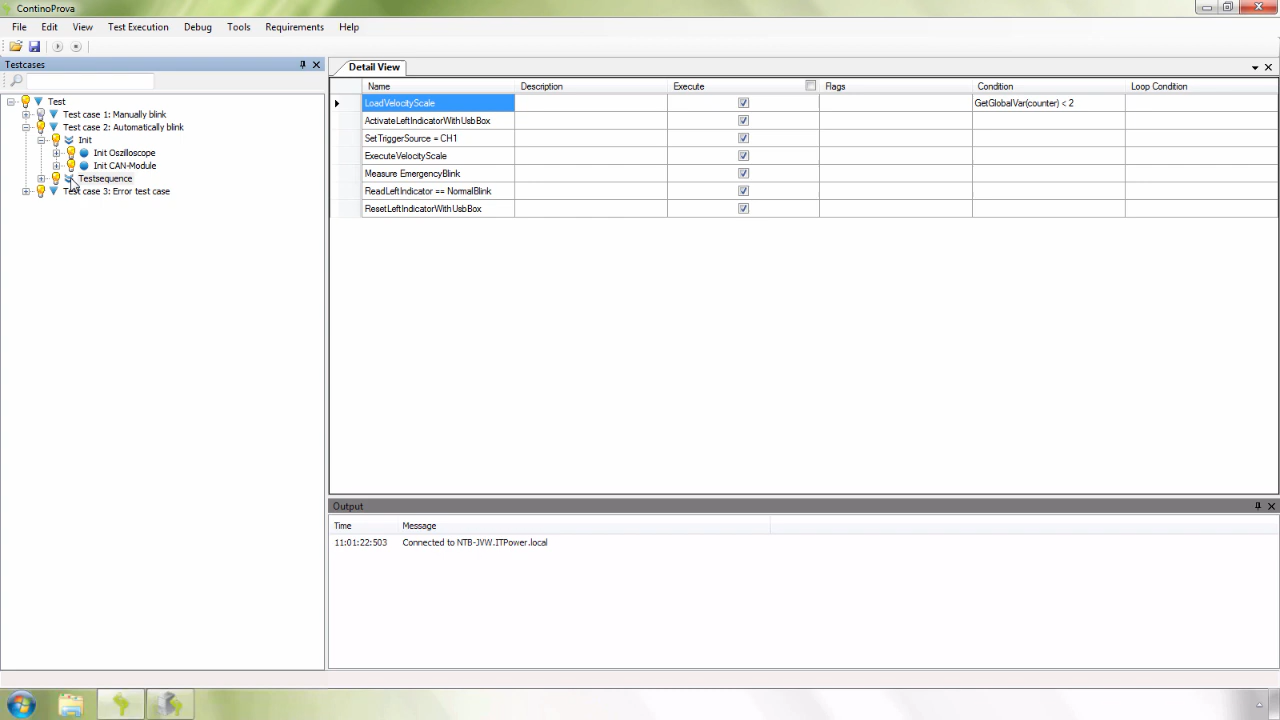 ContinoProva
File Edit View Test Execution Debug Tools Requirements Help
Testcases
Test
Test case 1: Manually blink
Test case 2: Automatically blink
Init
Init Oszilloscope
Init CAN-Module
Testsequence
Test case 3: Error test case
Detail View
Name Description Execute Flags Condition Loop Condition
LoadVelocityScale GetGlobalVar(counter) < 2
ActivateLeftIndicatorWithUsbBox
SetTriggerSource = CH1
ExecuteVelocityScale
Measure EmergencyBlink
ReadLeftIndicator == NormalBlink
ResetLeftIndicatorWithUsbBox
Output
Time Message
11:01:22:503 Connected to NTB-JVW.ITPower.local